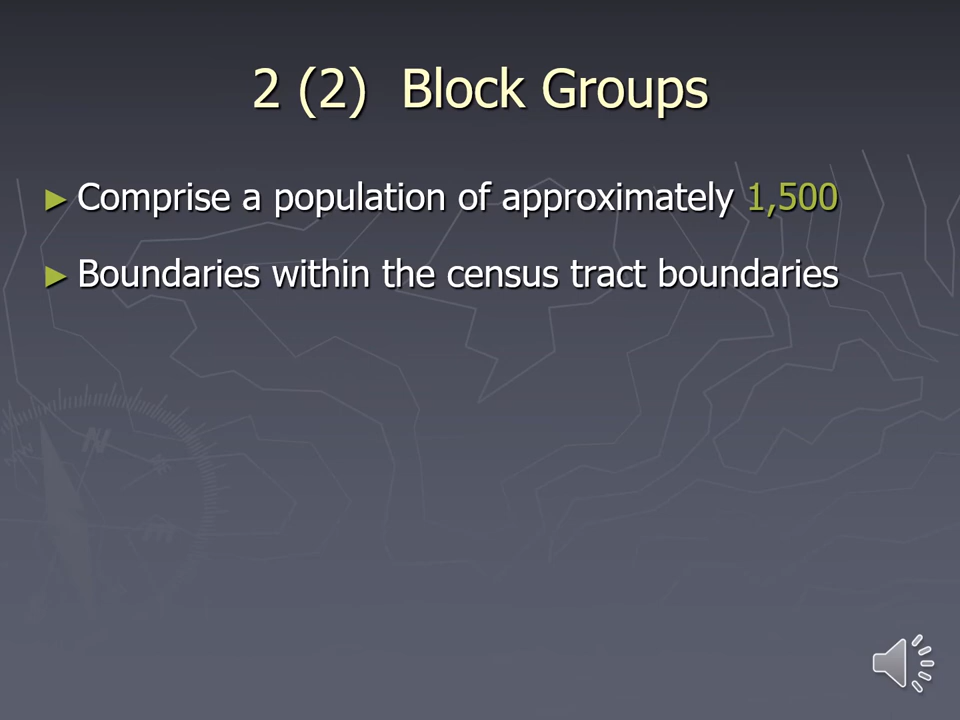 2 (2) Block Groups
► Comprise a population of approximately 1,500
► Boundaries within the census tract boundaries
N